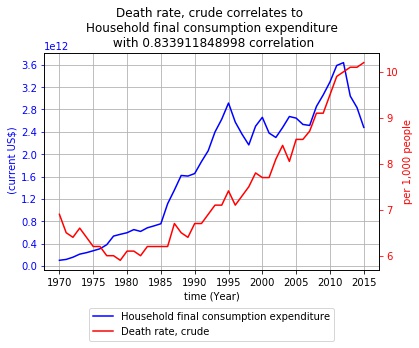 Death rate, crude correlates to
Household final consumption expenditure
with 0.833911848998 correlation
1e12
3.6
3.2
2.8
2.4
2.0
1.6
1.2
0.8
0.4
0.0
(current US$)
10
9
8
7
6
per 1,000 people
1970 1975 1980 1985 1990 1995 2000 2005 2010 2015
time (Year)
Household final consumption expenditure
Death rate, crude